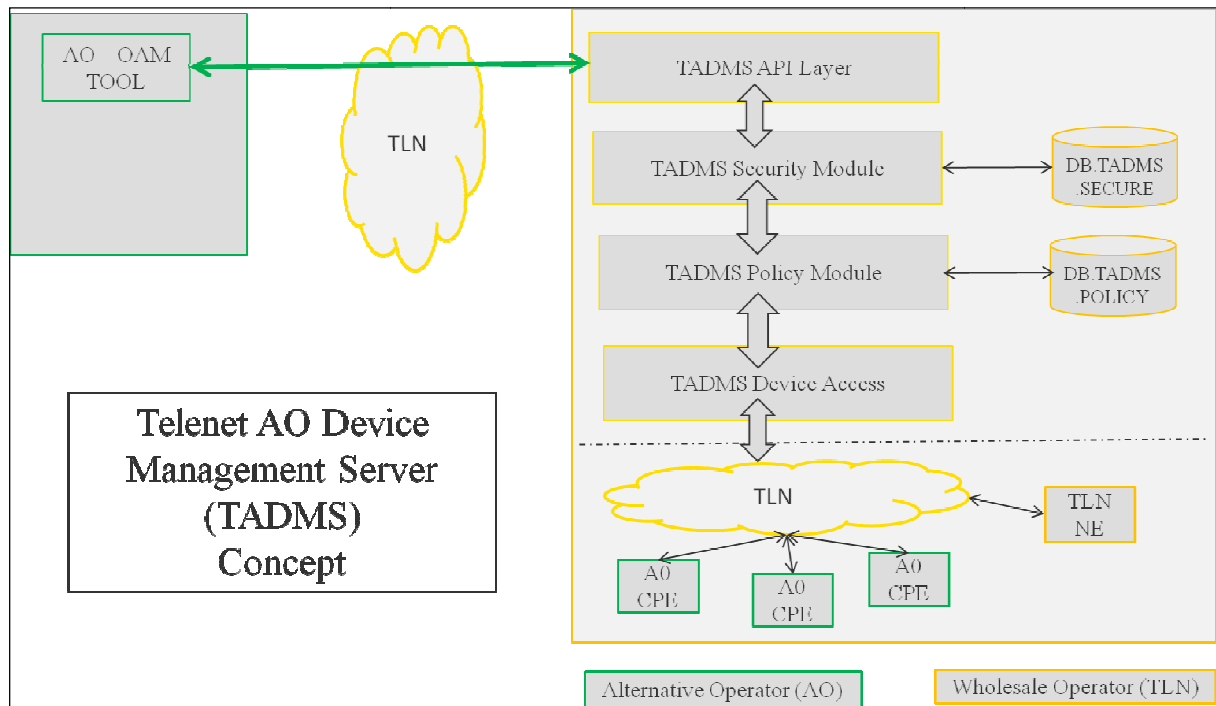 AO OAM
TOOL
TLN
TADMS API Layer
TADMS Security Module
DB.TADMS
.SECURE
TADMS Policy Module
DB.TADMS
.POLICY
TADMS Device Access
Telenet AO Device
Management Server
(TADMS)
Concept
TLN
TLN
NE
A0
CPE
A0
CPE
A0
CPE
Alternative Operator (AO)
Wholesale Operator (TLN)